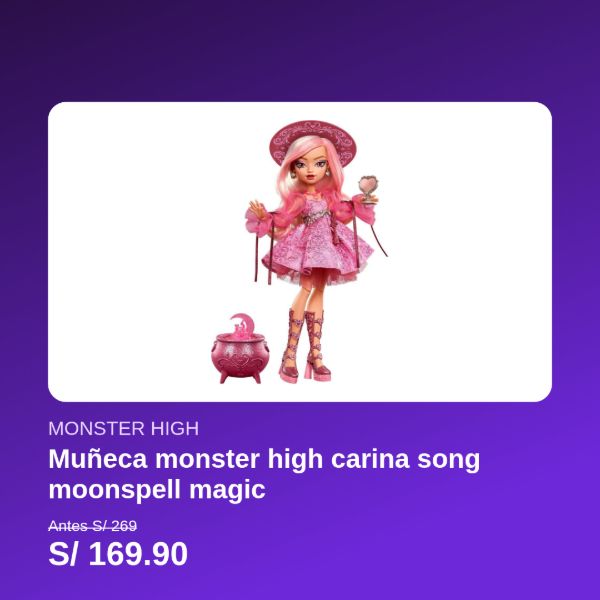 MONSTER HIGH
Muñeca monster high carina song
moonspell magic
Antes S/ 269
S/ 169.90